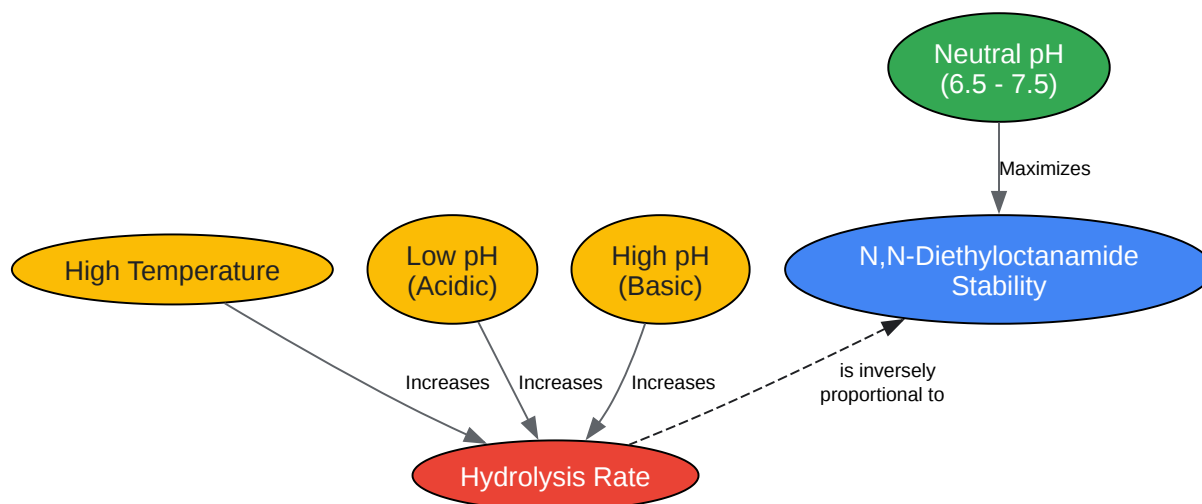 Neutral pH
(6.5 - 7.5)
Maximizes
High Temperature
Low pH
(Acidic)
High pH
(Basic)
N,N-Diethyloctanamide
Stability
Increases
Increases
Increases
is inversely
proportional to
Hydrolysis Rate